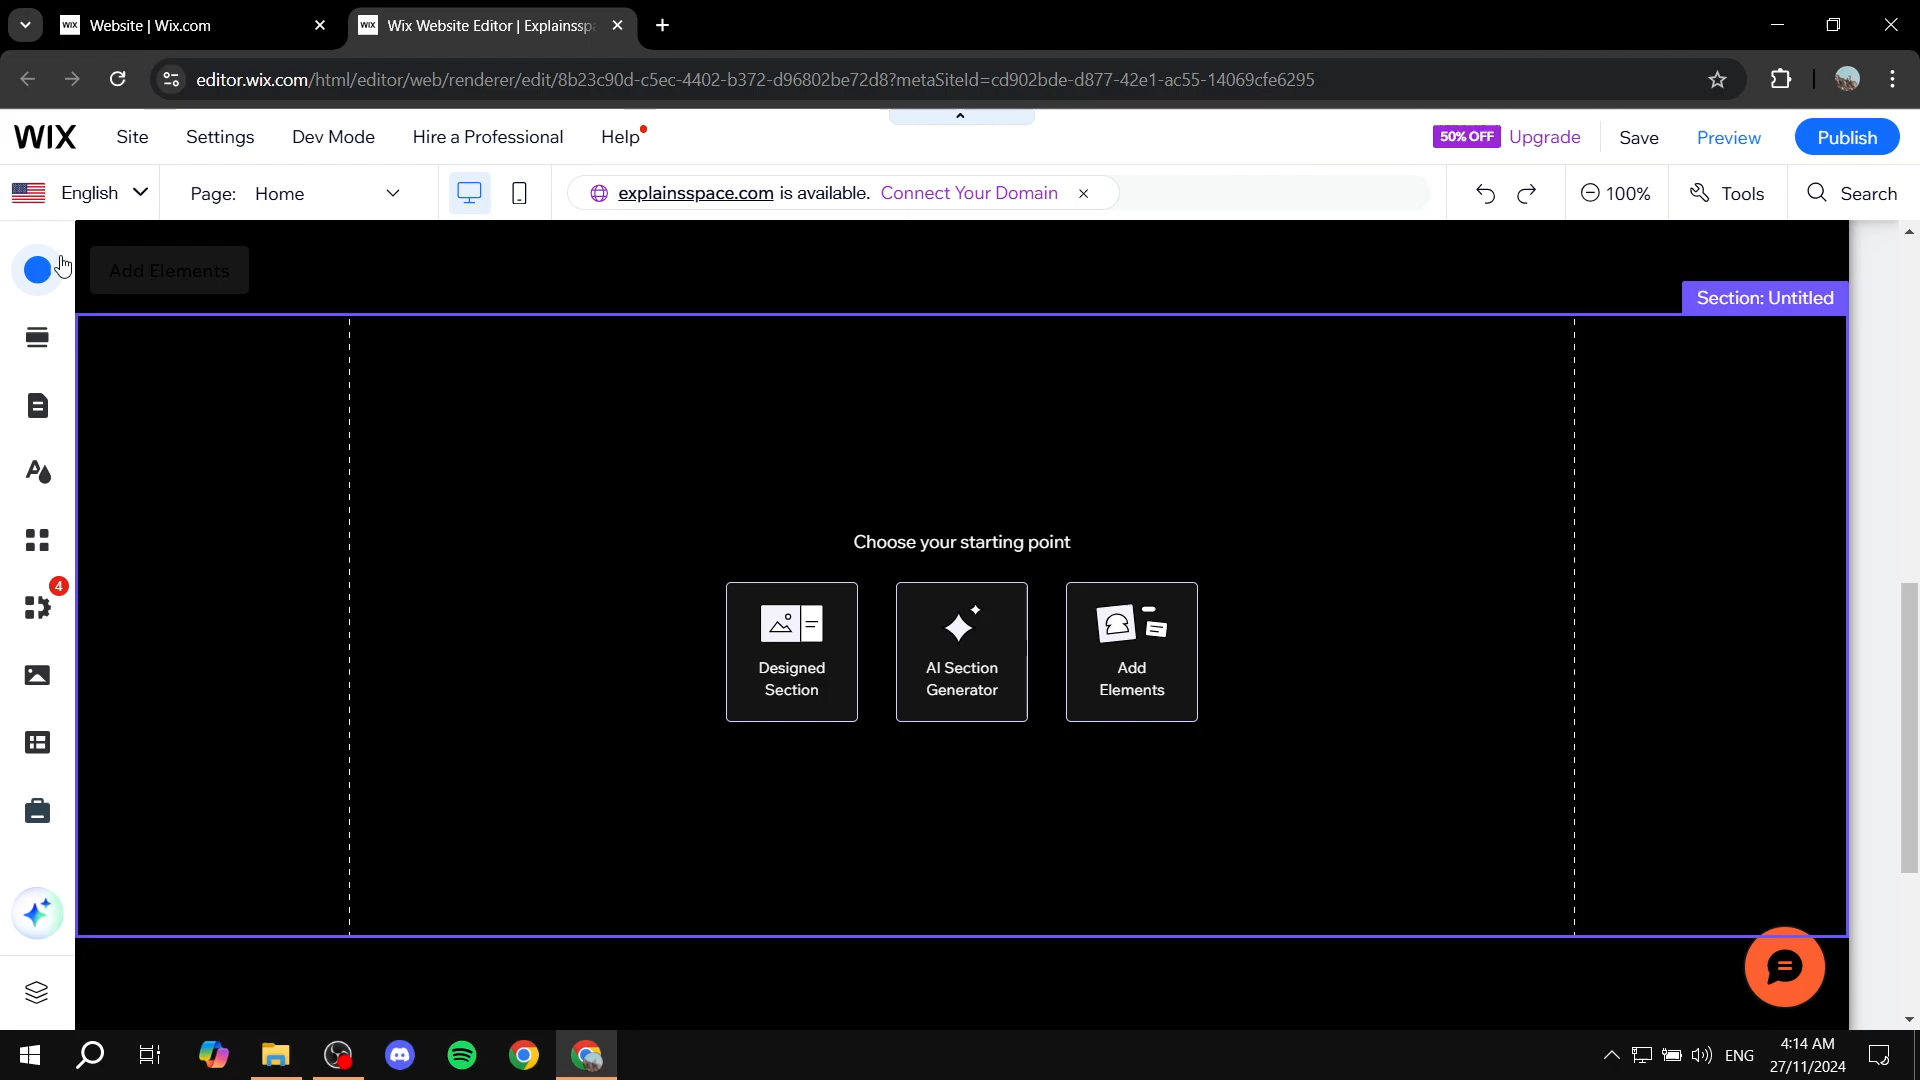 WIX Website | Wix.com
WIX Wix Website Editor | Explainssp
editor.wix.com/html/editor/web/renderer/edit/8b23c90d-c5ec-4402-b372-d96802be72d8?metaSiteId=cd902bde-d877-42e1-ac55-14069cfe6295
WIX Site Settings Dev Mode Hire a Professional Help 50% OFF Upgrade Save Preview Publish
English Page: Home explainsspace.com is available. Connect Your Domain 100% Tools Search
Add Elements
Section: Untitled
Choose your starting point
Designed
Section
AI Section
Generator
Add
Elements
4
ENG
4:14 AM
27/11/2024